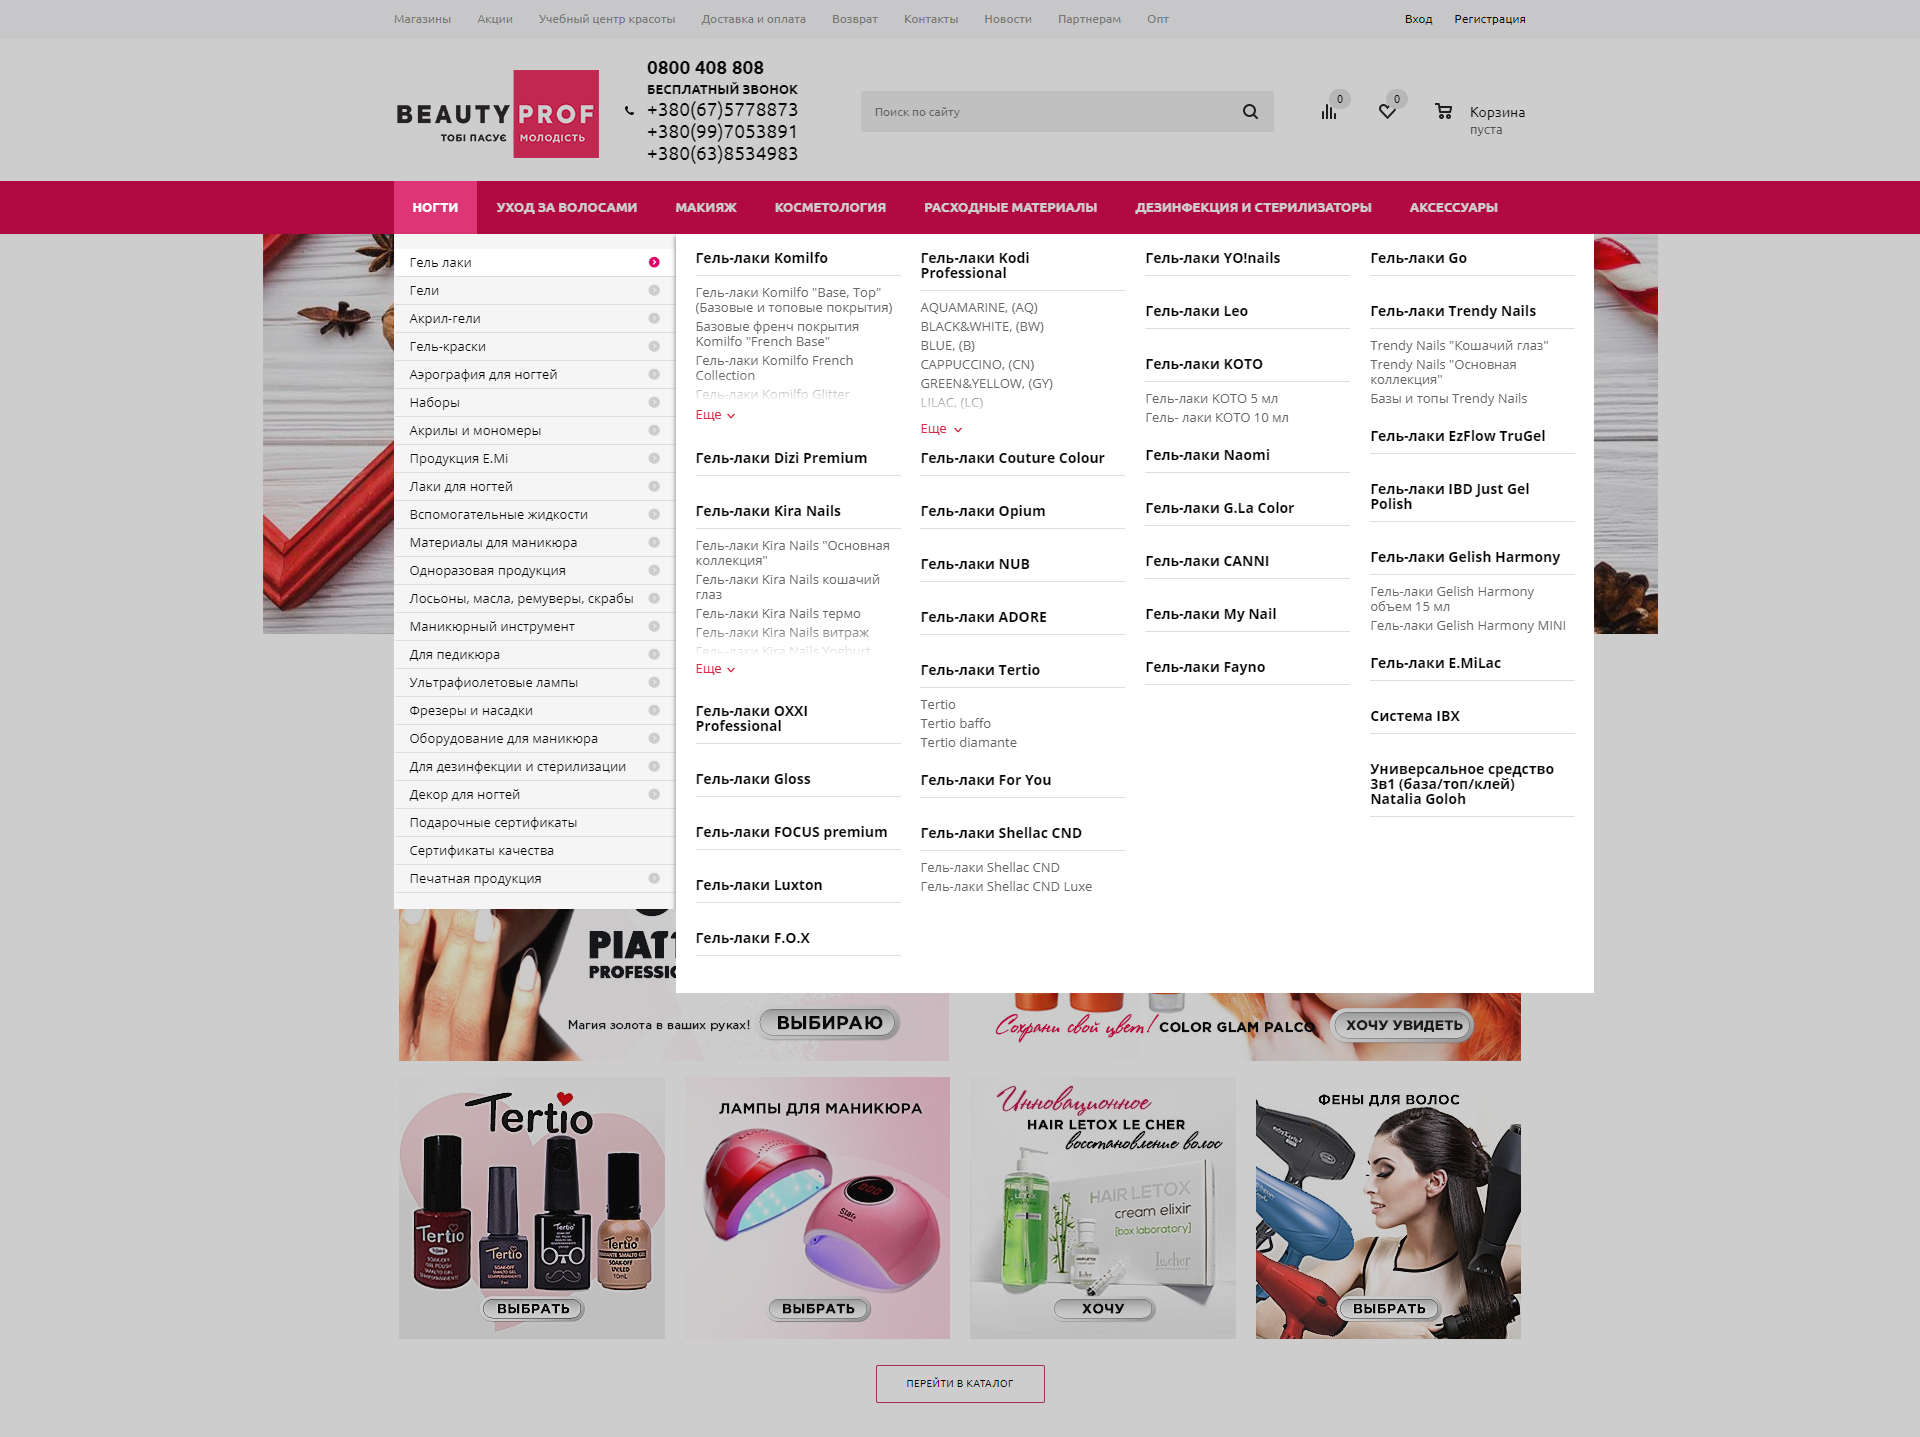 Магазины
Акции
Учебный центр красоты
Доставка и оплата
Возврат
Контакты
Новости
Партнерам
Опт
Вход
Регистрация
BEAUTY PROF
ТОБІ ПАСУЄ МОЛОДІСТЬ
0800 408 808
БЕСПЛАТНЫЙ ЗВОНОК
+380(67)5778873
+380(99)7053891
+380(63)8534983
Поиск по сайту
0
0
Корзина
пуста
НОГТИ
УХОД ЗА ВОЛОСАМИ
МАКИЯЖ
КОСМЕТОЛОГИЯ
РАСХОДНЫЕ МАТЕРИАЛЫ
ДЕЗИНФЕКЦИЯ И СТЕРИЛИЗАТОРЫ
АКСЕССУАРЫ
Гель лаки
Гели
Акрил-гели
Гель-краски
Аэрография для ногтей
Наборы
Акрилы и мономеры
Продукция E.Mi
Лаки для ногтей
Вспомогательные жидкости
Материалы для маникюра
Одноразовая продукция
Лосьоны, масла, ремуверы, скрабы
Маникюрный инструмент
Для педикюра
Ультрафиолетовые лампы
Фрезеры и насадки
Оборудование для маникюра
Для дезинфекции и стерилизации
Декор для ногтей
Подарочные сертификаты
Сертификаты качества
Печатная продукция
Гель-лаки Komilfo
Гель-лаки Komilfo "Base, Top"
(Базовые и топовые покрытия)
Базовые френч покрытия
Komilfo "French Base"
Гель-лаки Komilfo French
Collection
Гель-лаки Komilfo Glitter
Еще
Гель-лаки Dizi Premium
Гель-лаки Kira Nails
Гель-лаки Kira Nails "Основная
коллекция"
Гель-лаки Kira Nails кошачий
глаз
Гель-лаки Kira Nails термо
Гель-лаки Kira Nails витраж
Гель-лаки Kira Nails Yoghurt
Еще
Гель-лаки OXXI
Professional
Гель-лаки Gloss
Гель-лаки FOCUS premium
Гель-лаки Luxton
Гель-лаки F.O.X
Гель-лаки Kodi
Professional
AQUAMARINE, (AQ)
BLACK&WHITE, (BW)
BLUE, (B)
CAPPUCCINO, (CN)
GREEN&YELLOW, (GY)
LILAC, (LC)
Еще
Гель-лаки Couture Colour
Гель-лаки Opium
Гель-лаки NUB
Гель-лаки ADORE
Гель-лаки Tertio
Tertio
Tertio baffo
Tertio diamante
Гель-лаки For You
Гель-лаки Shellac CND
Гель-лаки Shellac CND
Гель-лаки Shellac CND Luxe
Гель-лаки YO!nails
Гель-лаки Leo
Гель-лаки KOTO
Гель-лаки KOTO 5 мл
Гель- лаки KOTO 10 мл
Гель-лаки Naomi
Гель-лаки G.La Color
Гель-лаки CANNI
Гель-лаки My Nail
Гель-лаки Fayno
Гель-лаки Go
Гель-лаки Trendy Nails
Trendy Nails "Кошачий глаз"
Trendy Nails "Основная
коллекция"
Базы и топы Trendy Nails
Гель-лаки EzFlow TruGel
Гель-лаки IBD Just Gel
Polish
Гель-лаки Gelish Harmony
Гель-лаки Gelish Harmony
объем 15 мл
Гель-лаки Gelish Harmony MINI
Гель-лаки E.MiLac
Система IBX
Универсальное средство
3в1 (база/топ/клей)
Natalia Goloh
Магия золота в ваших руках!
ВЫБИРАЮ
Сохрани свой цвет! COLOR GLAM PALCO
ХОЧУ УВИДЕТЬ
Tertio
Tertio
Tertio
Tertio
Tertio
10mL
ВЫБРАТЬ
ЛАМПЫ ДЛЯ МАНИКЮРА
ВЫБРАТЬ
Инновационное
HAIR LETOX LE CHER
восстановление волос
HAIR LETOX
cream elixir
[box laboratory]
ХОЧУ
ФЕНЫ ДЛЯ ВОЛОС
ВЫБРАТЬ
ПЕРЕЙТИ В КАТАЛОГ